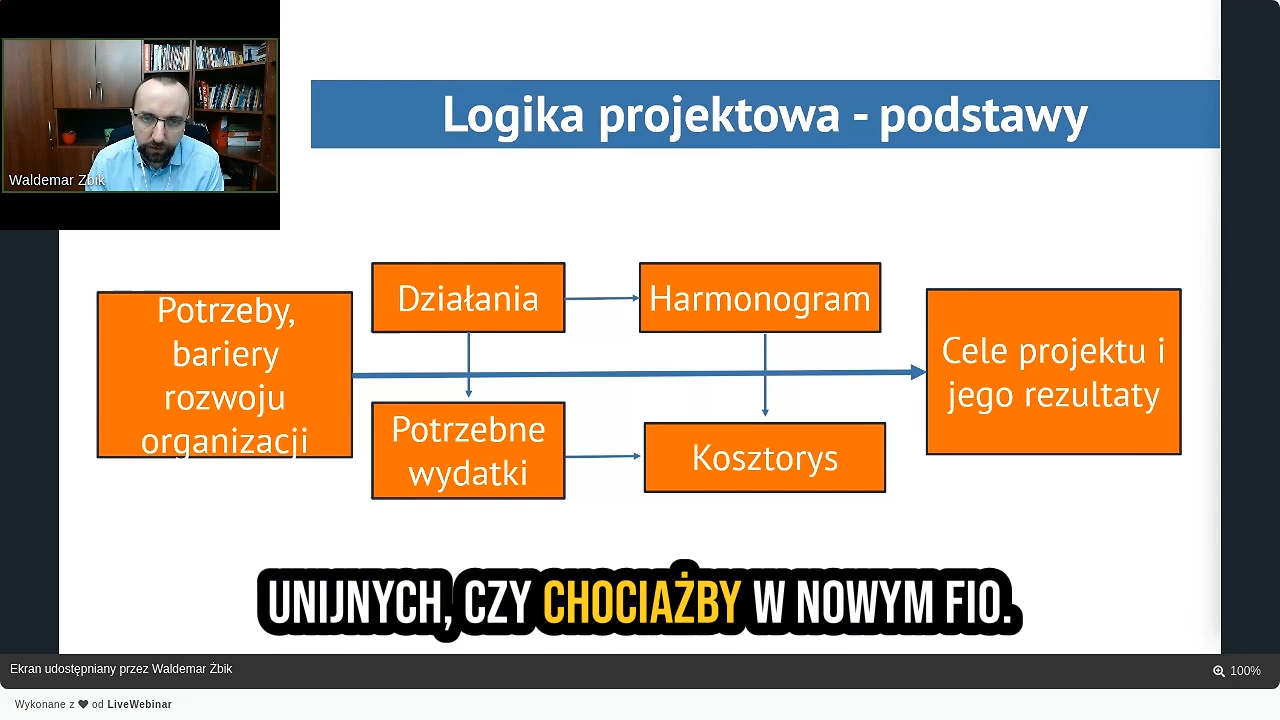 Logika projektowa - podstawy
Waldemar Żbik
Działania
Harmonogram
Potrzeby,
bariery
rozwoju
organizacji
Cele projektu i
jego rezultaty
Potrzebne
wydatki
Kosztorys
UNIJNYCH, CZY CHOCIAŻBY W NOWYM FIO.
Ekran udostępniany przez Waldemar Żbik
100%
Wykonane z ♥ od LiveWebinar